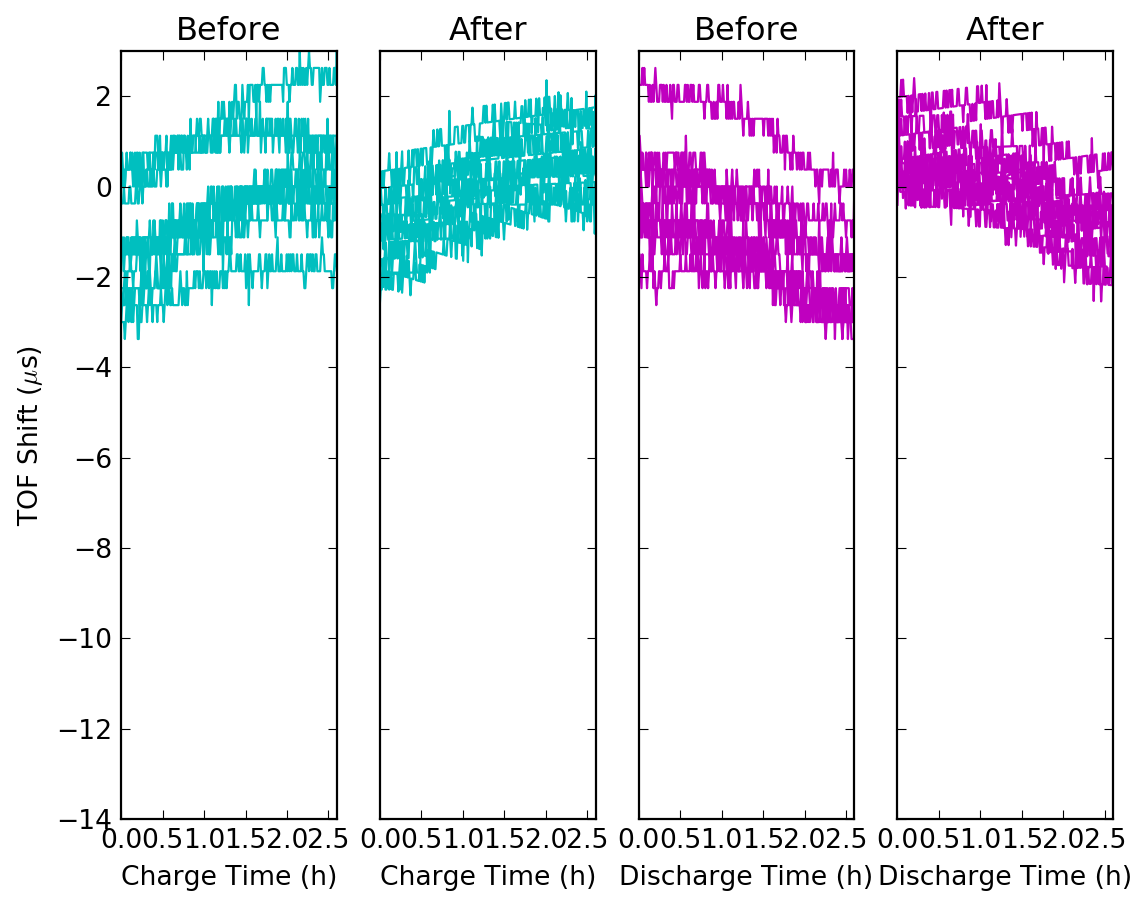 Before After Before After
2
0
−2
−4
−6
−8
−10
−12
−14
TOF Shift (μs)
0.00.51.01.52.02.5 0.00.51.01.52.02.5 0.00.51.01.52.02.5 0.00.51.01.52.02.5
Charge Time (h) Charge Time (h) Discharge Time (h) Discharge Time (h)